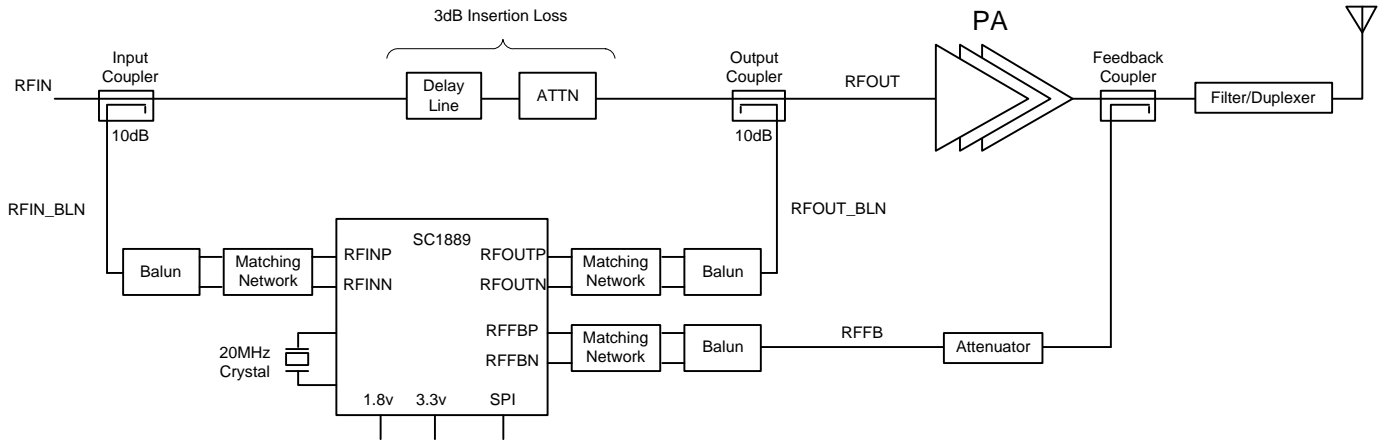 3dB Insertion Loss
PA
Input
Coupler
Output
Coupler
Feedback
Coupler
RFIN
Delay
Line
ATTN
RFOUT
Filter/Duplexer
10dB
10dB
RFIN_BLN
RFOUT_BLN
SC1889
Balun
Matching
Network
RFINP
RFINN
RFOUTP
RFOUTN
Matching
Network
Balun
20MHz
Crystal
RFFBP
RFFBN
Matching
Network
Balun
RFFB
Attenuator
1.8v
3.3v
SPI